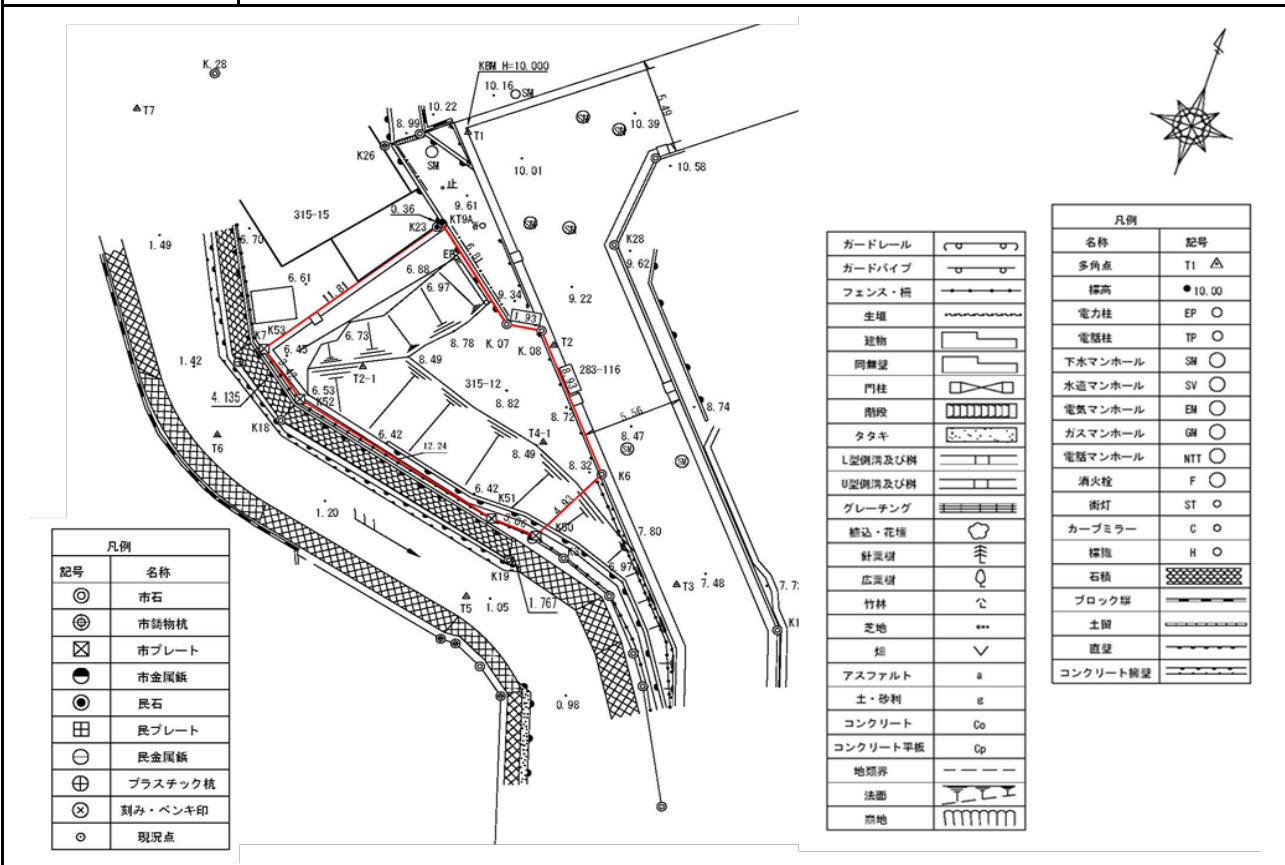 K.28
T7
KBM H=10.000
10.16
SM
10.22
8.99
T1
SM
SM
10.39
5.49
K26
SM
10.01
10.58
止
9.61
315-15
0.36
KT9A
K23
SM
SM
K28
1.49
6.70
EP
6.81
9.62
6.88
6.61
6.97
11.81
9.34
9.22
1.93
K.07
K.08
T2
K53
K7
6.73
8.78
6.45
8.49
1.42
T2-1
8.93
283-116
315-12
4.135
6.53
K52
8.82
8.72
5.56
8.74
K18
T6
6.42
12.24
T4-1
8.47
8.49
SM
SM
8.32
K6
6.42
K51
4.93
1.20
3.06
K50
7.80
K3
K19
6.97
T3
7.48
T5
1.05
1.767
0.98
凡例
記号 名称
市石
市鋳物杭
市プレート
市金属鋲
民石
民プレート
民金属鋲
プラスチック杭
刻み・ペンキ印
現況点
ガードレール
ガードパイプ
フェンス・柵
生垣
建物
同無壁
門柱
階段
タタキ
L型側溝及び桝
U型側溝及び桝
グレーチング
植込・花壇
針葉樹
広葉樹
竹林
芝地
畑
アスファルト a
土・砂利 g
コンクリート Co
コンクリート平板 Cp
地類界
法面
崩地
凡例
名称 記号
多角点 T1
標高 10.00
電力柱 EP
電話柱 TP
下水マンホール SM
水道マンホール SV
電気マンホール EM
ガスマンホール GM
電話マンホール NTT
消火栓 F
街灯 ST
カーブミラー C
標識 H
石積
ブロック塀
土留
直壁
コンクリート擁壁